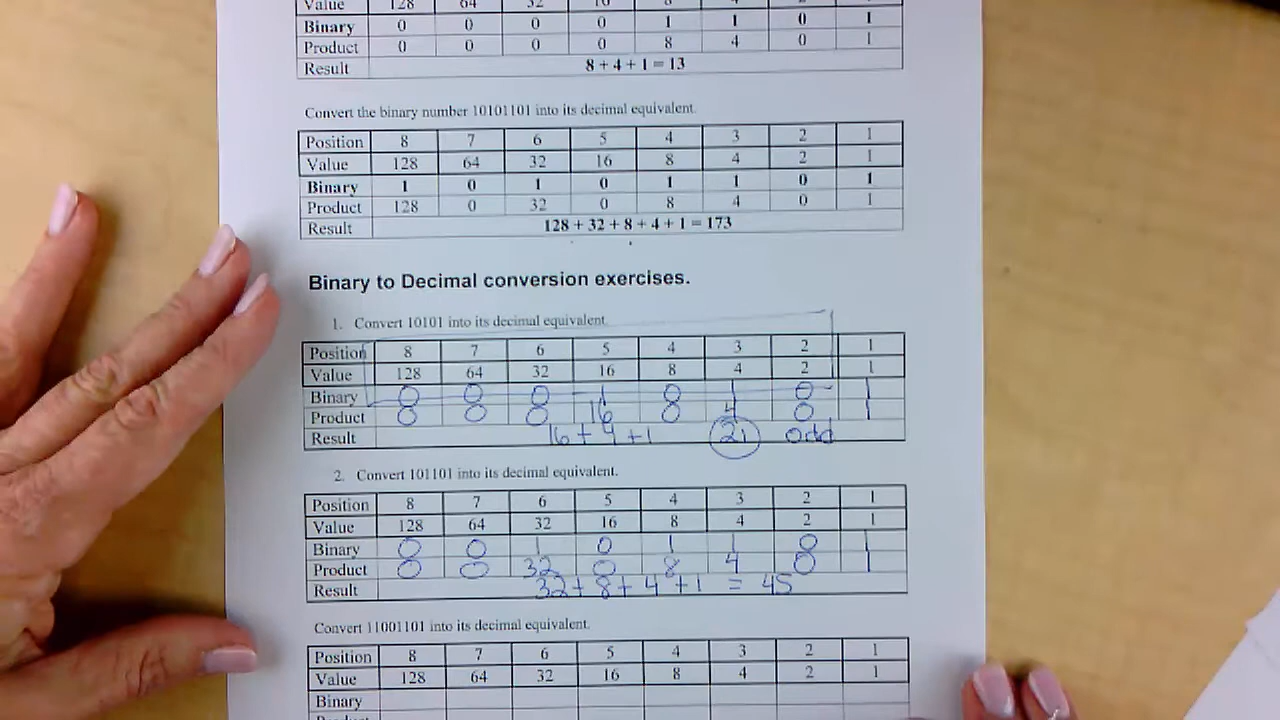 Value 128 64 32 16 8 4 2 1
Binary 0 0 0 0 1 1 0 1
Product 0 0 0 0 8 4 0 1
Result 8 + 4 + 1 = 13
Convert the binary number 10101101 into its decimal equivalent.
Position 8 7 6 5 4 3 2 1
Value 128 64 32 16 8 4 2 1
Binary 1 0 1 0 1 1 0 1
Product 128 0 32 0 8 4 0 1
Result 128 + 32 + 8 + 4 + 1 = 173
Binary to Decimal conversion exercises.
1. Convert 10101 into its decimal equivalent.
Position 8 7 6 5 4 3 2 1
Value 128 64 32 16 8 4 2 1
Binary 0 0 0 1 0 1 0 1
Product 0 0 0 16 0 4 0 1
Result 16 + 4 + 1 21 odd
2. Convert 101101 into its decimal equivalent.
Position 8 7 6 5 4 3 2 1
Value 128 64 32 16 8 4 2 1
Binary 0 0 1 0 1 1 0 1
Product 0 0 32 0 8 4 0 1
Result 32 + 8 + 4 + 1 = 45
Convert 11001101 into its decimal equivalent.
Position 8 7 6 5 4 3 2 1
Value 128 64 32 16 8 4 2 1
Binary
Product